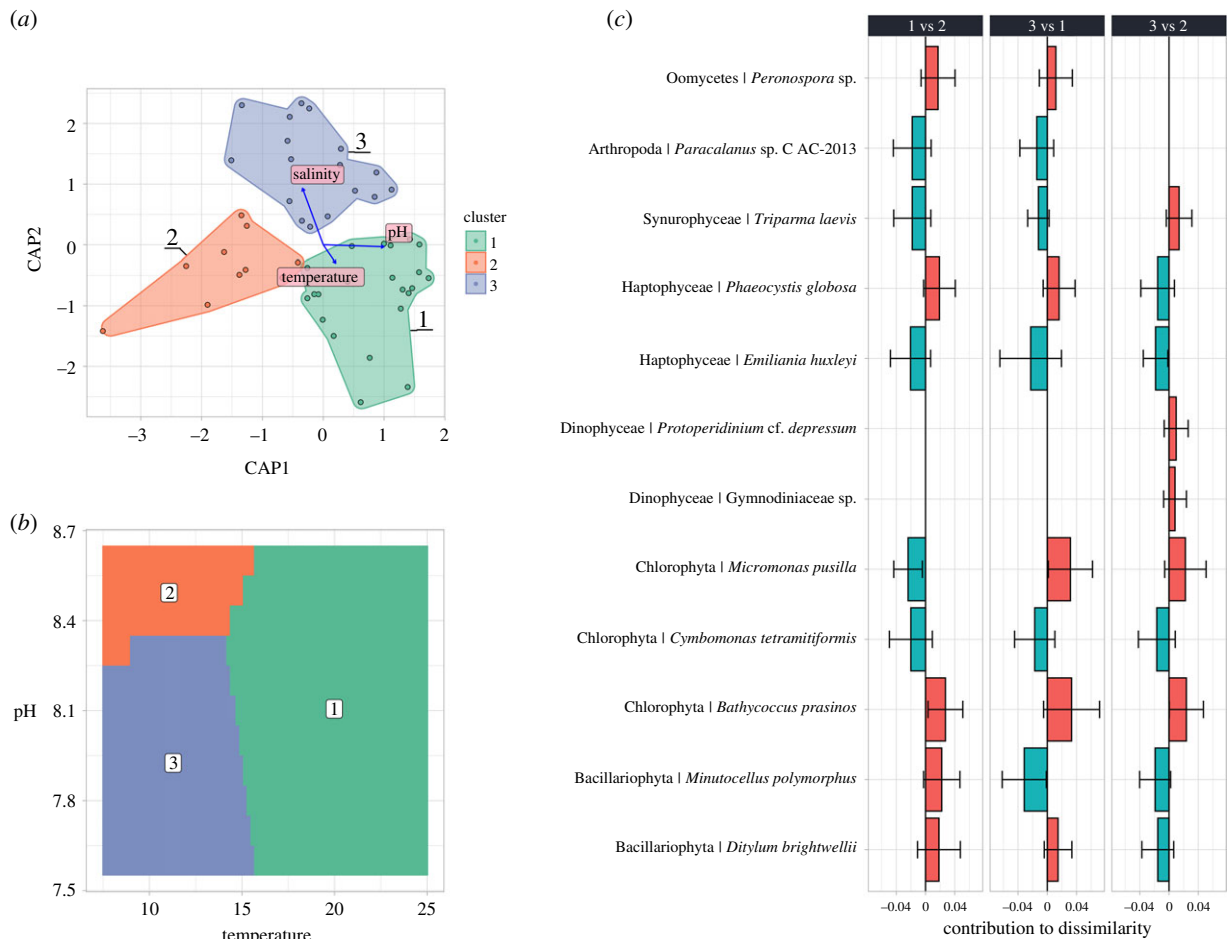 (a)
CAP2
2
1
0
−1
−2
−3
−2
−1
0
1
2
CAP1
3
salinity
2
pH
temperature
1
cluster
1
2
3
(b)
8.7
8.4
pH
8.1
7.8
7.5
2
1
3
10
15
20
25
temperature
(c)
1 vs 2
3 vs 1
3 vs 2
Oomycetes | Peronospora sp.
Arthropoda | Paracalanus sp. C AC-2013
Synurophyceae | Triparma laevis
Haptophyceae | Phaeocystis globosa
Haptophyceae | Emiliania huxleyi
Dinophyceae | Protoperidinium cf. depressum
Dinophyceae | Gymnodiniaceae sp.
Chlorophyta | Micromonas pusilla
Chlorophyta | Cymbomonas tetramitiformis
Chlorophyta | Bathycoccus prasinos
Bacillariophyta | Minutocellus polymorphus
Bacillariophyta | Ditylum brightwellii
−0.04 0 0.04
−0.04 0 0.04
−0.04 0 0.04
contribution to dissimilarity